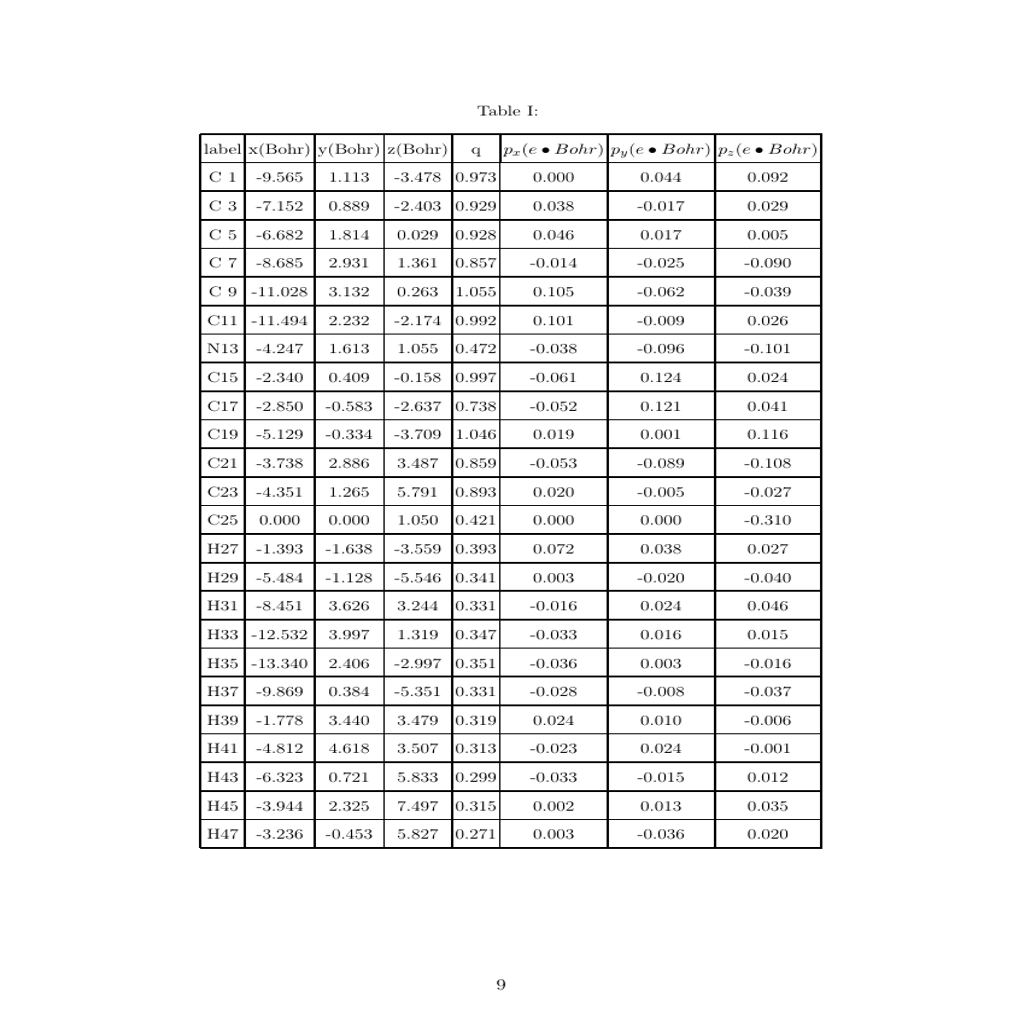 Table I:
label x(Bohr) y(Bohr) z(Bohr) q p_x(e • Bohr) p_y(e • Bohr) p_z(e • Bohr)
C 1 -9.565 1.113 -3.478 0.973 0.000 0.044 0.092
C 3 -7.152 0.889 -2.403 0.929 0.038 -0.017 0.029
C 5 -6.682 1.814 0.029 0.928 0.046 0.017 0.005
C 7 -8.685 2.931 1.361 0.857 -0.014 -0.025 -0.090
C 9 -11.028 3.132 0.263 1.055 0.105 -0.062 -0.039
C11 -11.494 2.232 -2.174 0.992 0.101 -0.009 0.026
N13 -4.247 1.613 1.055 0.472 -0.038 -0.096 -0.101
C15 -2.340 0.409 -0.158 0.997 -0.061 0.124 0.024
C17 -2.850 -0.583 -2.637 0.738 -0.052 0.121 0.041
C19 -5.129 -0.334 -3.709 1.046 0.019 0.001 0.116
C21 -3.738 2.886 3.487 0.859 -0.053 -0.089 -0.108
C23 -4.351 1.265 5.791 0.893 0.020 -0.005 -0.027
C25 0.000 0.000 1.050 0.421 0.000 0.000 -0.310
H27 -1.393 -1.638 -3.559 0.393 0.072 0.038 0.027
H29 -5.484 -1.128 -5.546 0.341 0.003 -0.020 -0.040
H31 -8.451 3.626 3.244 0.331 -0.016 0.024 0.046
H33 -12.532 3.997 1.319 0.347 -0.033 0.016 0.015
H35 -13.340 2.406 -2.997 0.351 -0.036 0.003 -0.016
H37 -9.869 0.384 -5.351 0.331 -0.028 -0.008 -0.037
H39 -1.778 3.440 3.479 0.319 0.024 0.010 -0.006
H41 -4.812 4.618 3.507 0.313 -0.023 0.024 -0.001
H43 -6.323 0.721 5.833 0.299 -0.033 -0.015 0.012
H45 -3.944 2.325 7.497 0.315 0.002 0.013 0.035
H47 -3.236 -0.453 5.827 0.271 0.003 -0.036 0.020
9